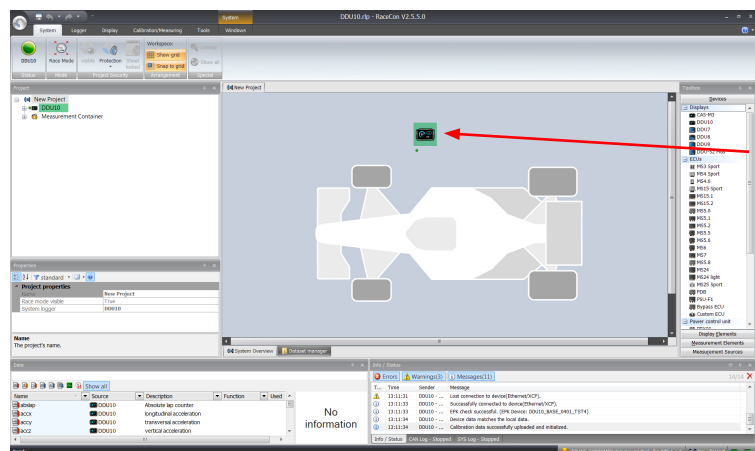 System
DDU10.rlp - RaceCon V2.5.5.0
System Logger Display Calibration/Measuring Tools Windows
DDU10
Race Mode
visible
Protection
Workspace:
Show grid
Snap to grid
Status Mode Project Security Arrangement Special
Project
New Project
DDU10
Measurement Container
New Project
Toolbox
Devices
Displays
CAS-M3
DDU10
DDU7
DDU8
DDU9
ECUs
MS3 Sport
MS4 Sport
MS4.6
MS15 Sport
MS15.1
MS15.2
MS5.0
MS5.1
MS5.2
MS5.5
MS5.6
MS6
MS7
MS5.8
MS24
MS24 light
MS25 Sport
PDB
PSU-F1
Bypass ECU
Custom ECU
Power control unit
Display Elements
Measurement Elements
Measurement Sources
Properties
standard
Project properties
Name New Project
Race mode visible True
System logger DDU10
Name
The project's name.
System Overview Dataset manager
Data
Show all
Name Source Description Function Used
abslap DDU10 Absolute lap counter
accx DDU10 longitudinal acceleration
accy DDU10 transversal acceleration
accz DDU10 vertical acceleration
No
information
Info / Status
Errors Warnings(3) Messages(11) 14/14
T... Time Sender Message
13:11:31 DDU10 - ... Lost connection to device(Ethernet/XCP).
13:11:33 DDU10 - ... Successfully connected to device(Ethernet/XCP).
13:11:33 DDU10 - ... EPK check successful. (EPK Device: DDU10_BASE_0401_TST4)
13:11:34 DDU10 - ... Device data matches the local data.
13:11:34 DDU10 - ... Calibration data successfully uploaded and initialized.
Info / Status CAN Log - Stopped SYS Log - Stopped